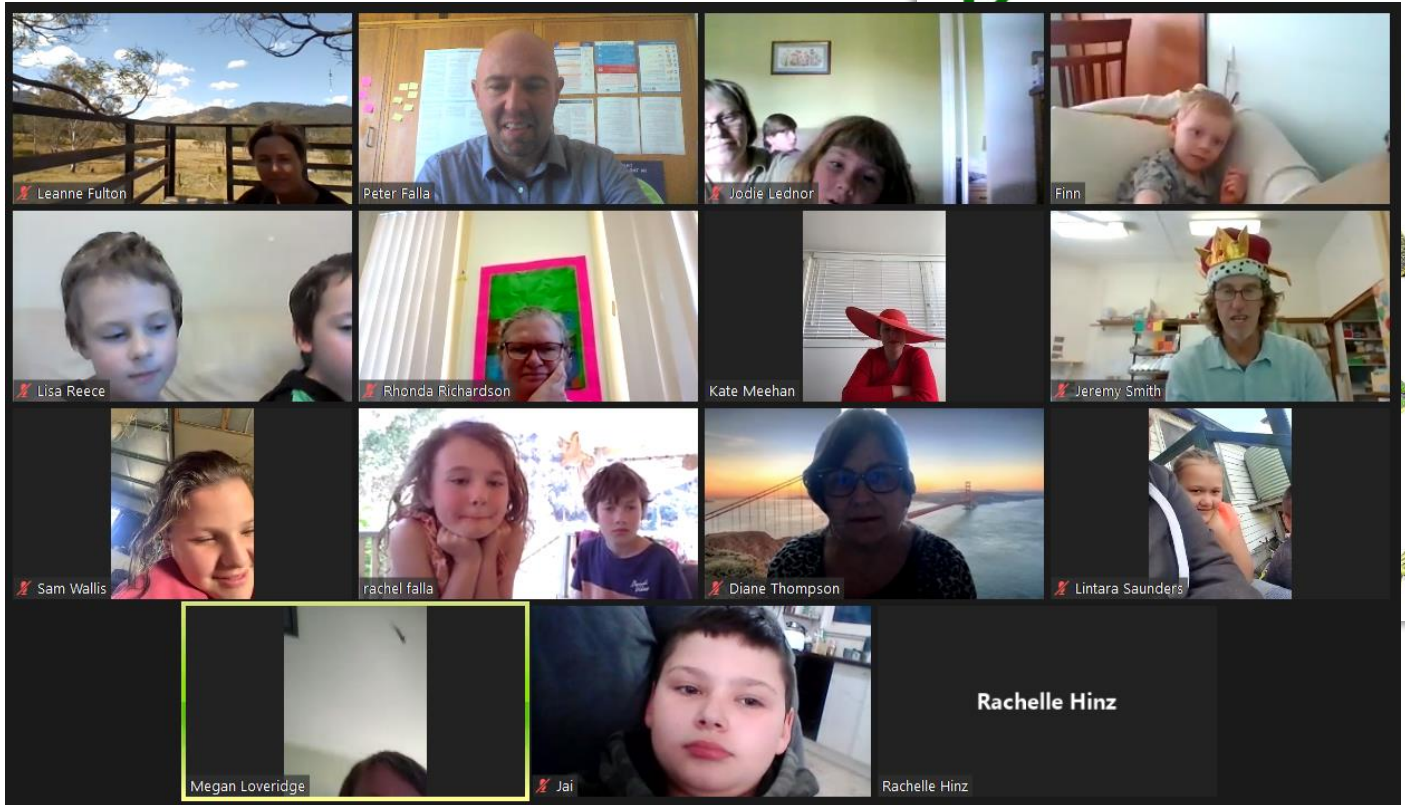 Leanne Fulton
Peter Falla
Jodie Lednor
Finn
Lisa Reece
Rhonda Richardson
Kate Meehan
Jeremy Smith
Sam Wallis
rachel falla
Diane Thompson
Lintara Saunders
Megan Loveridge
Jai
Rachelle Hinz
Rachelle Hinz